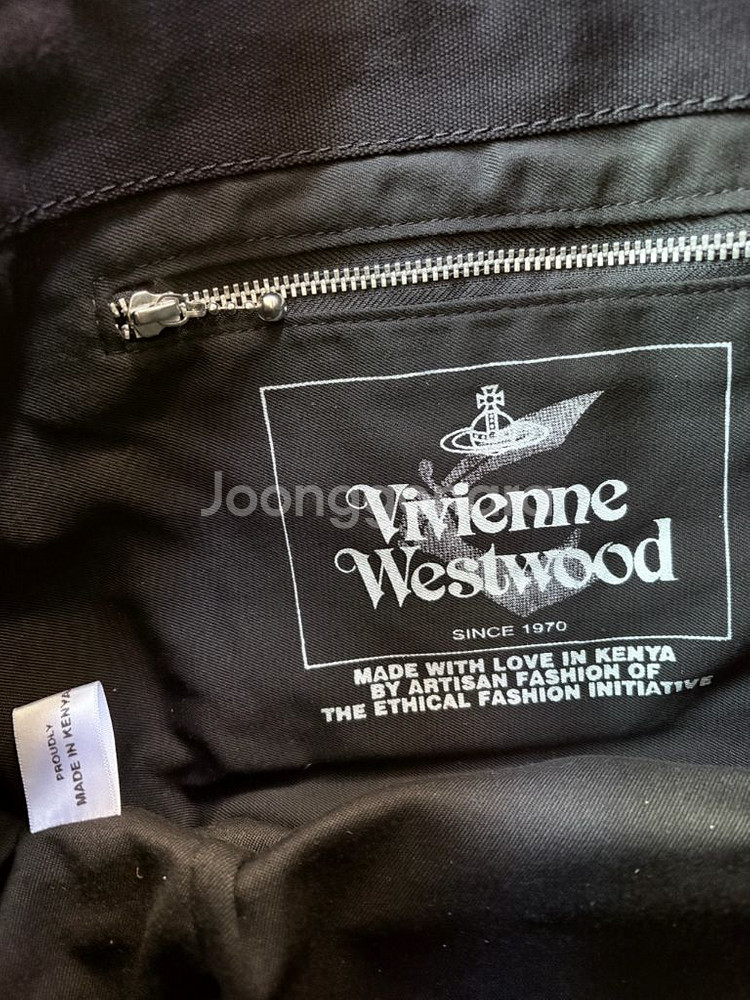 Vivienne
Westwood
SINCE 1970
MADE WITH LOVE IN KENYA
BY ARTISAN FASHION OF
THE ETHICAL FASHION INITIATIVE
PROUDLY
MADE IN KENYA